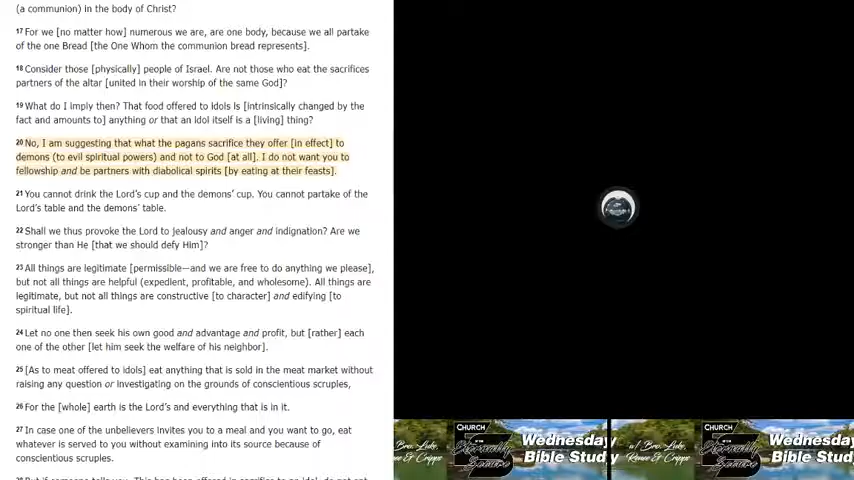 (a communion) in the body of Christ?
17 For we [no matter how] numerous we are, are one body, because we all partake
of the one Bread [the One Whom the communion bread represents].
18 Consider those [physically] people of Israel. Are not those who eat the sacrifices
partners of the altar [united in their worship of the same God]?
19 What do I imply then? That food offered to idols is [intrinsically changed by the
fact and amounts to] anything or that an idol itself is a [living] thing?
20 No, I am suggesting that what the pagans sacrifice they offer [in effect] to
demons (to evil spiritual powers) and not to God [at all]. I do not want you to
fellowship and be partners with diabolical spirits [by eating at their feasts].
21 You cannot drink the Lord's cup and the demons' cup. You cannot partake of the
Lord's table and the demons' table.
22 Shall we thus provoke the Lord to jealousy and anger and indignation? Are we
stronger than He [that we should defy Him]?
23 All things are legitimate [permissible—and we are free to do anything we please],
but not all things are helpful (expedient, profitable, and wholesome). All things are
legitimate, but not all things are constructive [to character] and edifying [to
spiritual life].
24 Let no one then seek his own good and advantage and profit, but [rather] each
one of the other [let him seek the welfare of his neighbor].
25 [As to meat offered to idols] eat anything that is sold in the meat market without
raising any question or investigating on the grounds of conscientious scruples,
26 For the [whole] earth is the Lord's and everything that is in it.
27 In case one of the unbelievers invites you to a meal and you want to go, eat
whatever is served to you without examining into its source because of
conscientious scruples.
CHURCH
OF THE
Eternally
Secure
Wednesday
Bible Study
w/ Bro. Luke,
Renee & Cripps
CHURCH
OF THE
Eternally
Secure
Wednesday
Bible Stud